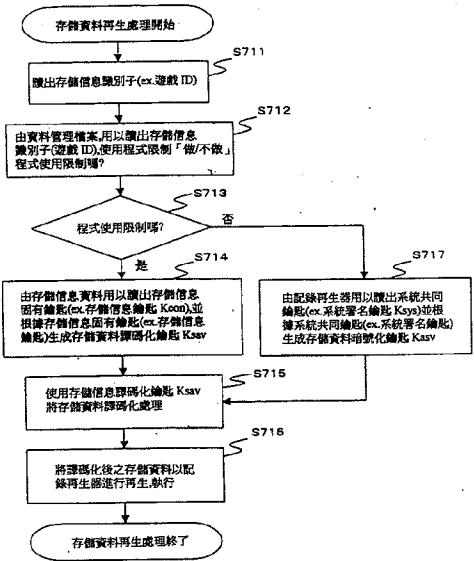 存儲資料再生處理開始
S711
讀出存儲信息識別子(ex.遊戲 ID)
S712
由資料管理檔案,用以讀出存儲信息
識別子(遊戲 ID),使用程式限制「做/不做」
程式使用限制嗎?
S713
程式使用限制嗎?
否
是
S714
由存儲信息資料用以讀出存儲信息
固有鑰匙(ex.存儲信息鑰匙 Kcon),並
根據存儲信息固有鑰匙(ex.存儲信息
鑰匙)生成存儲資料譯碼化鑰匙 Ksav
S717
由記錄再生器用以讀出系統共同
鑰匙(ex.系統署名鑰匙 Ksys)並根
據系統共同鑰匙(ex.系統署名鑰匙)
生成存儲資料暗號化鑰匙 Kasv
S715
使用存儲信息譯碼化鑰匙 Ksav
將存儲資料譯碼化處理
S716
將譯碼化後之存儲資料以記
錄再生器進行再生,執行
存儲資料再生處理終了